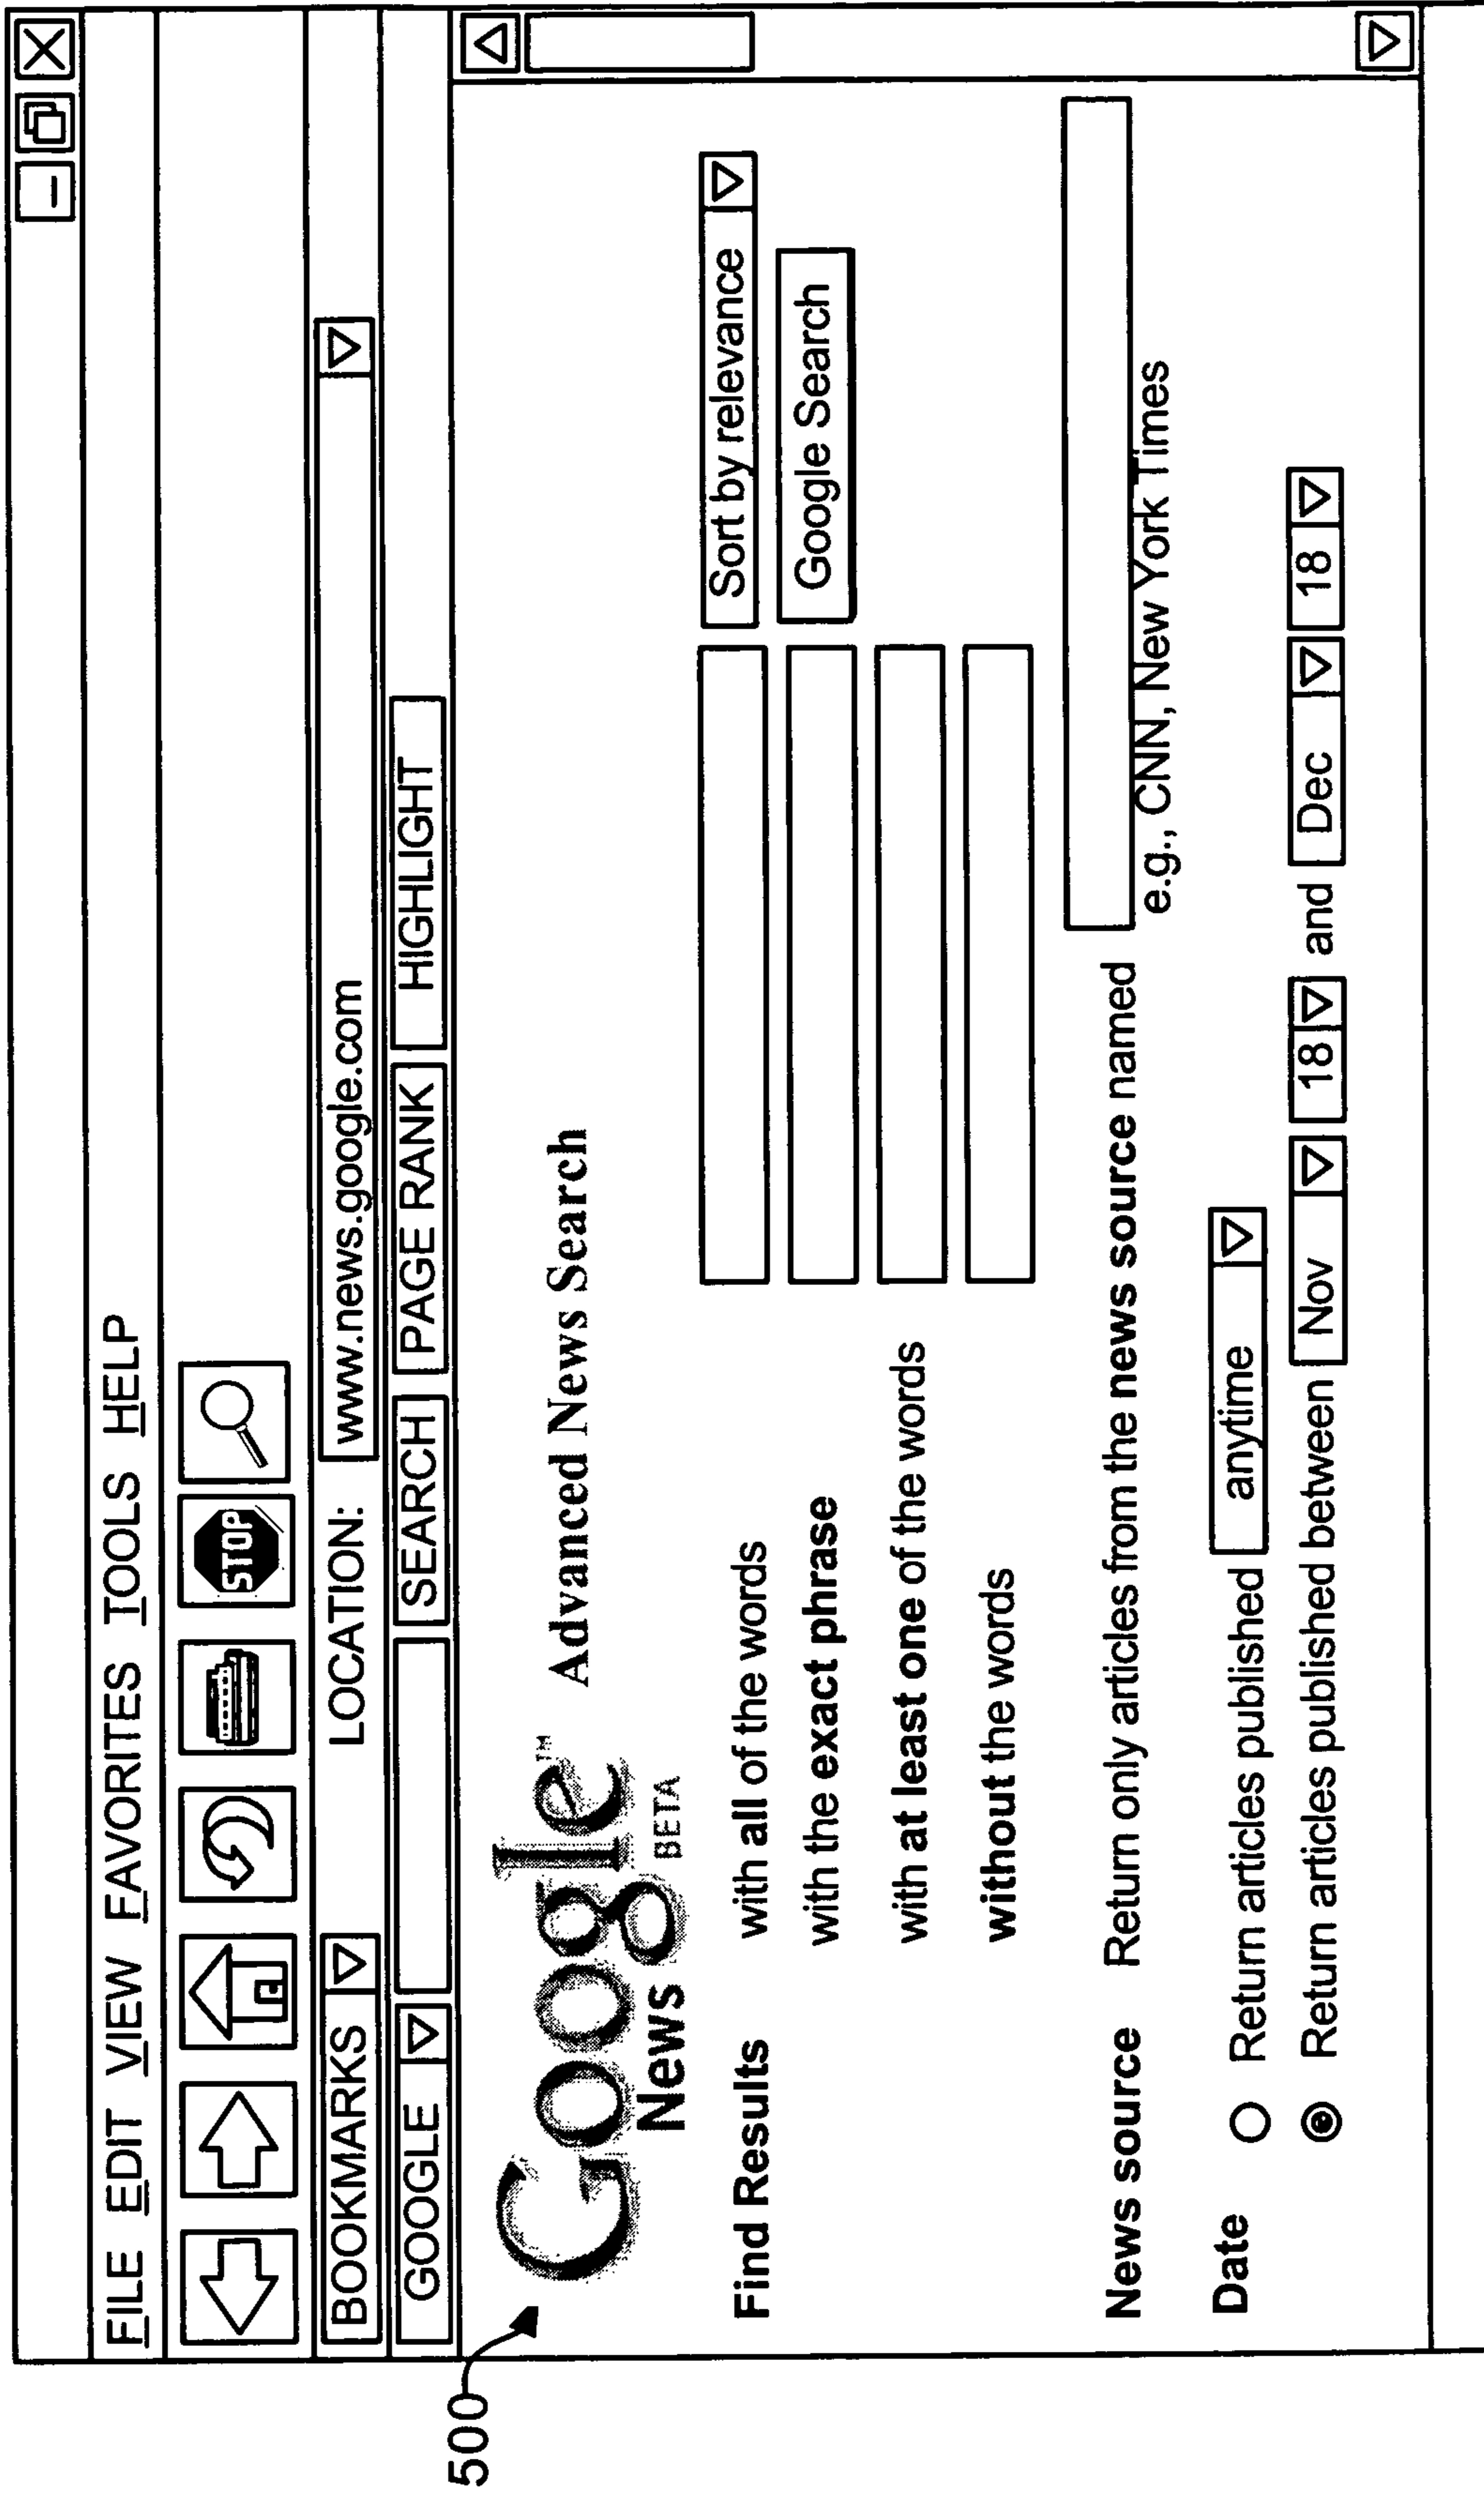 FILE EDIT VIEW FAVORITES TOOLS HELP
STOP
BOOKMARKS LOCATION: www.news.google.com
GOOGLE SEARCH PAGE RANK HIGHLIGHT
500
Google™ Advanced News Search
News BETA
Find Results with all of the words Sort by relevance
with the exact phrase Google Search
with at least one of the words
without the words
News source Return only articles from the news source named
e.g., CNN, New York Times
Date Return articles published anytime
Return articles published between Nov 18 and Dec 18